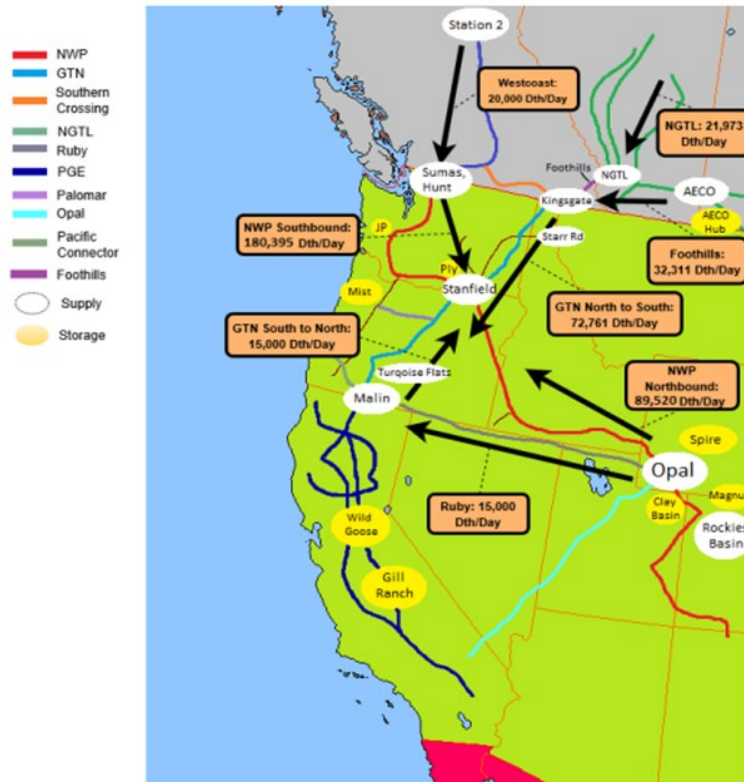 NWP
GTN
Southern
Crossing
NGTL
Ruby
PGE
Palomar
Opal
Pacific
Connector
Foothills
Supply
Storage
Station 2
Westcoast:
20,000 Dth/Day
NGTL: 21,973
Dth/Day
Sumas,
Hunt
Foothills
NGTL
Kingsgate
AECO
AECO
Hub
NWP Southbound:
180,395 Dth/Day
JP
Starr Rd
Foothills:
32,311 Dth/Day
Ply
Stanfield
Mist
GTN North to South:
72,761 Dth/Day
GTN South to North:
15,000 Dth/Day
Turqoise Flats
Malin
NWP
Northbound:
89,520 Dth/Day
Spire
Opal
Ruby: 15,000
Dth/Day
Clay
Basin
Magnu
Rockies
Basin
Wild
Goose
Gill
Ranch